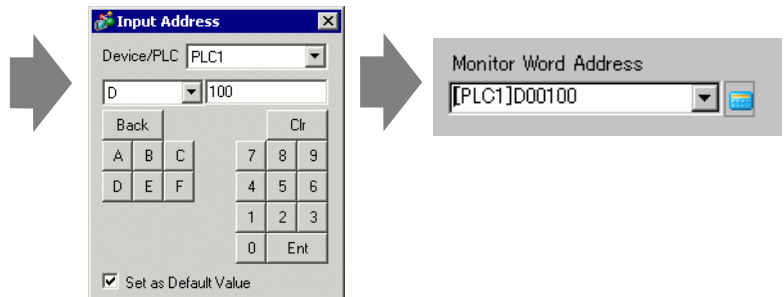 Input Address
Device/PLC PLC1
D 100
Back Clr
A B C 7 8 9
D E F 4 5 6
1 2 3
0 Ent
Set as Default Value
Monitor Word Address
[PLC1]D00100